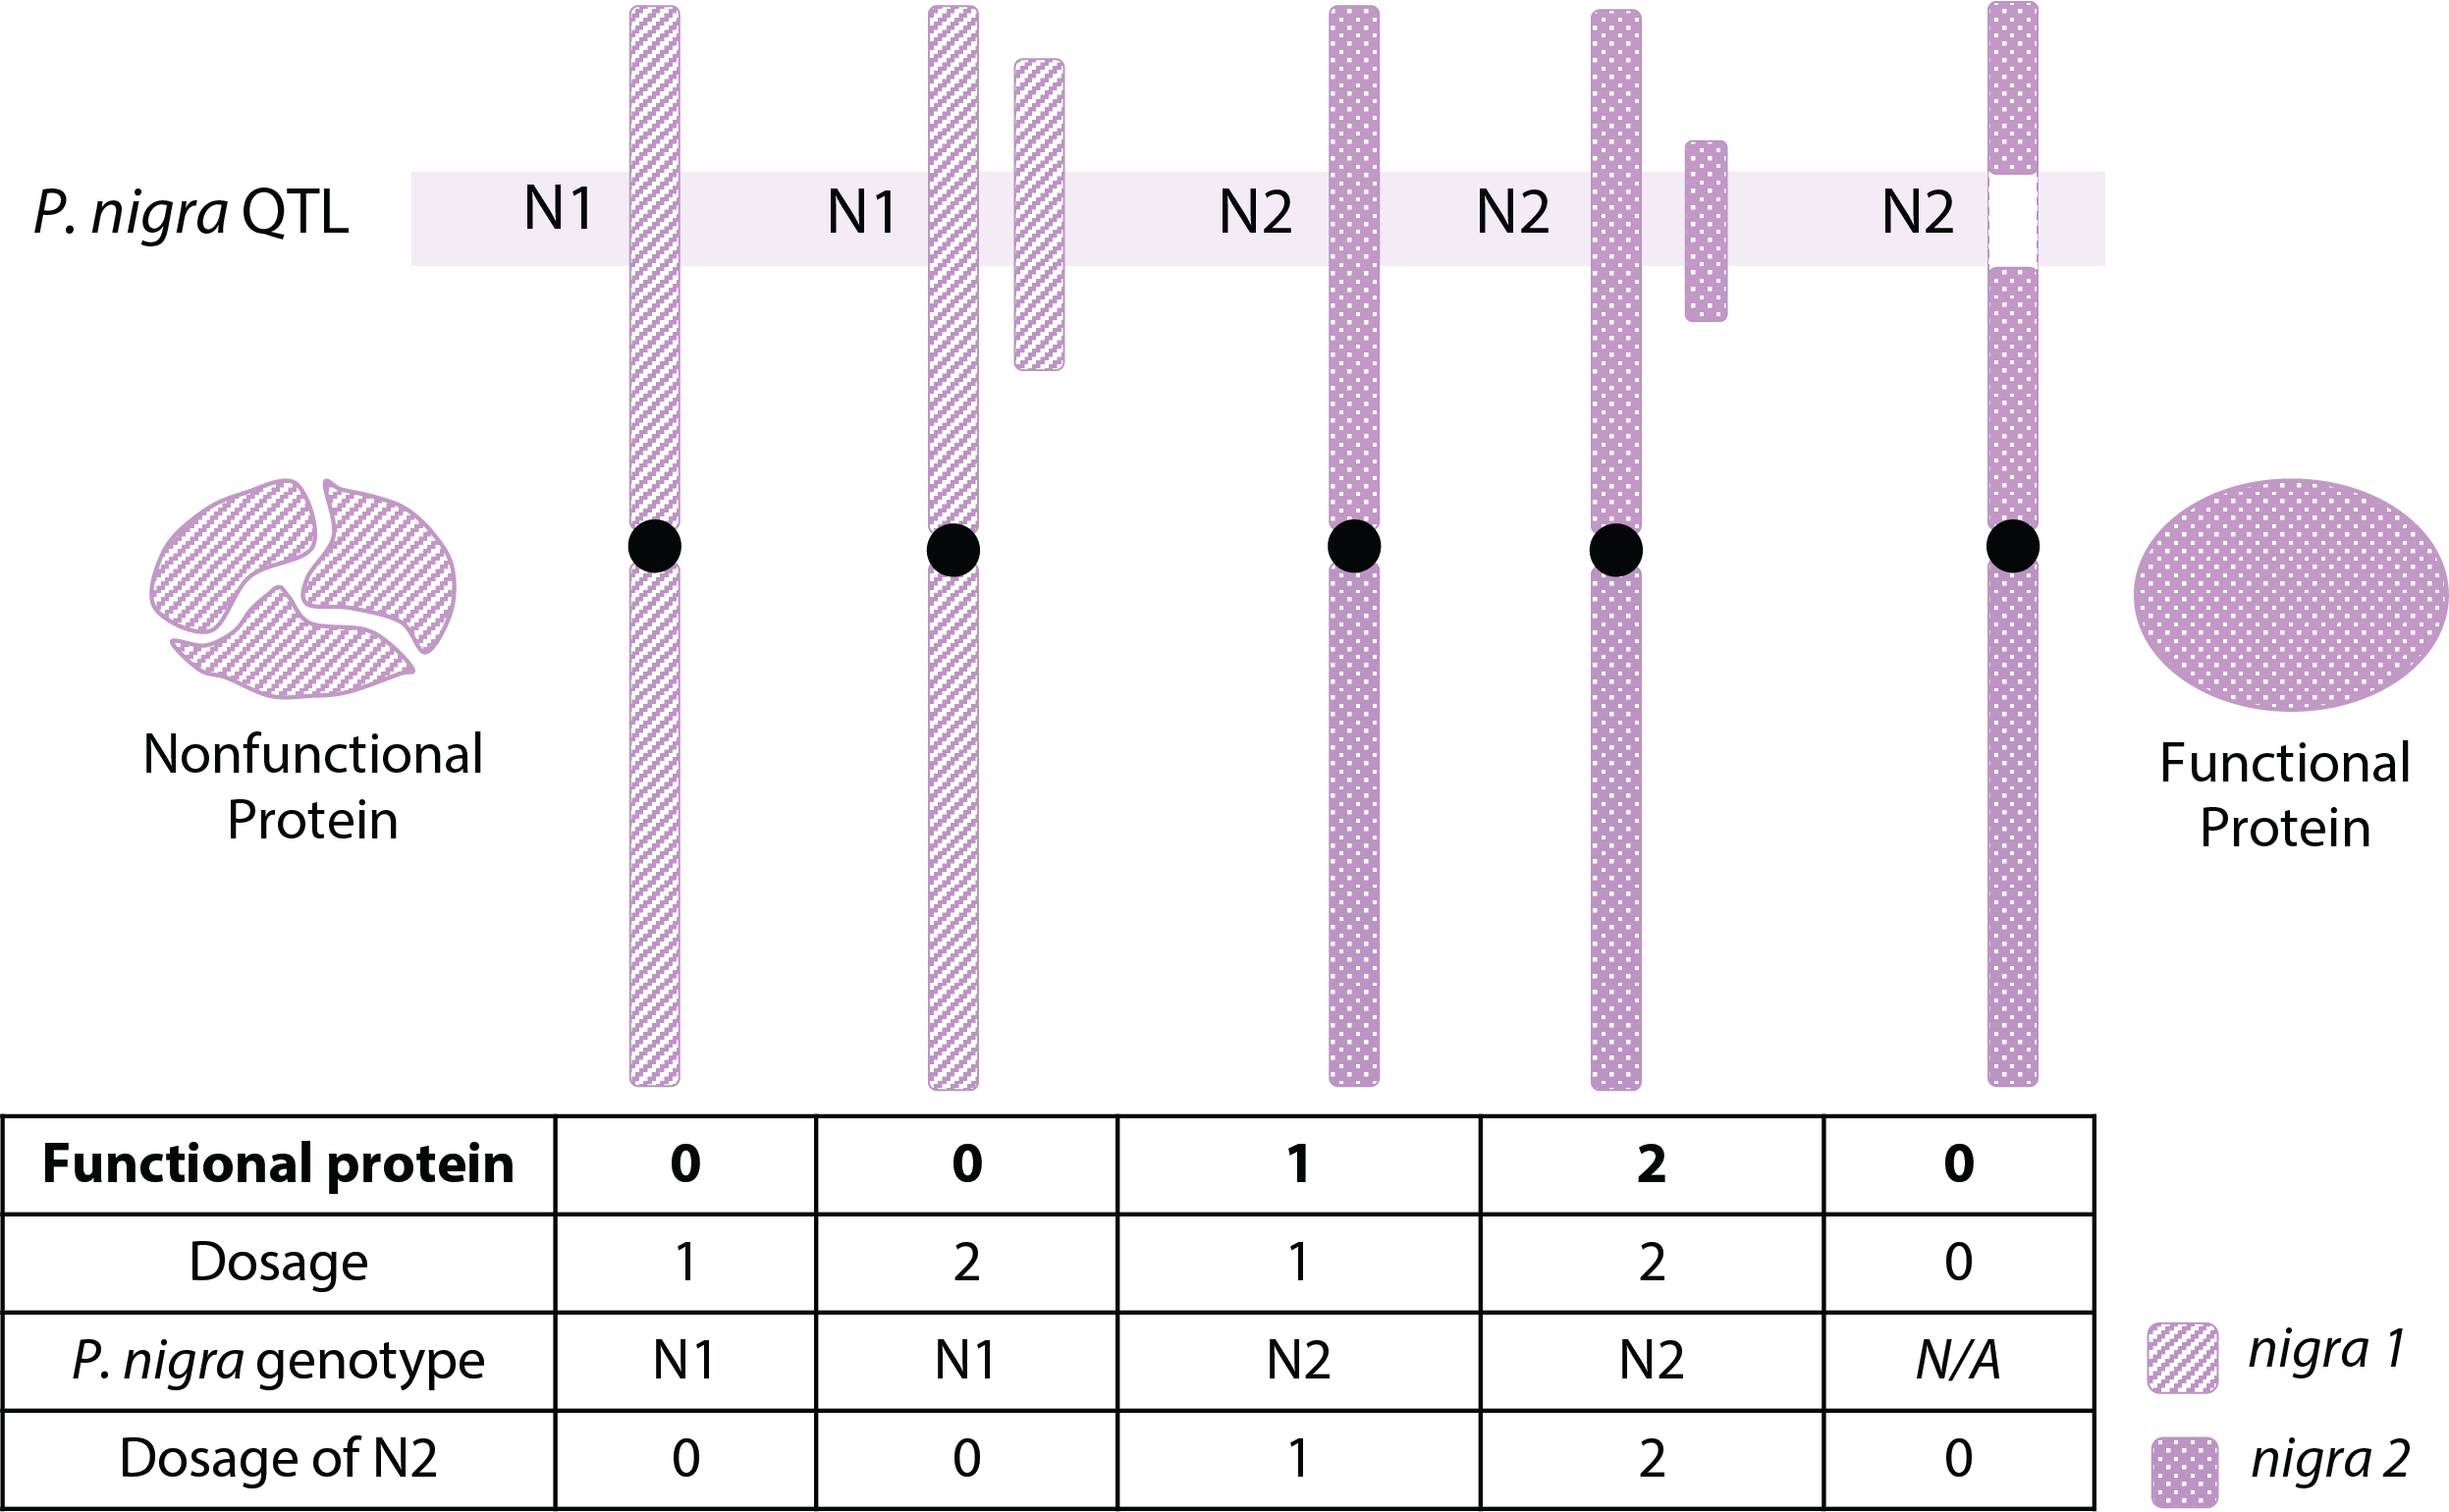 P. nigra QTL N1 N1 N2 N2 N2
Nonfunctional
Protein
Functional
Protein
Functional protein 0 0 1 2 0
Dosage 1 2 1 2 0
P. nigra genotype N1 N1 N2 N2 N/A
Dosage of N2 0 0 1 2 0
nigra 1
nigra 2